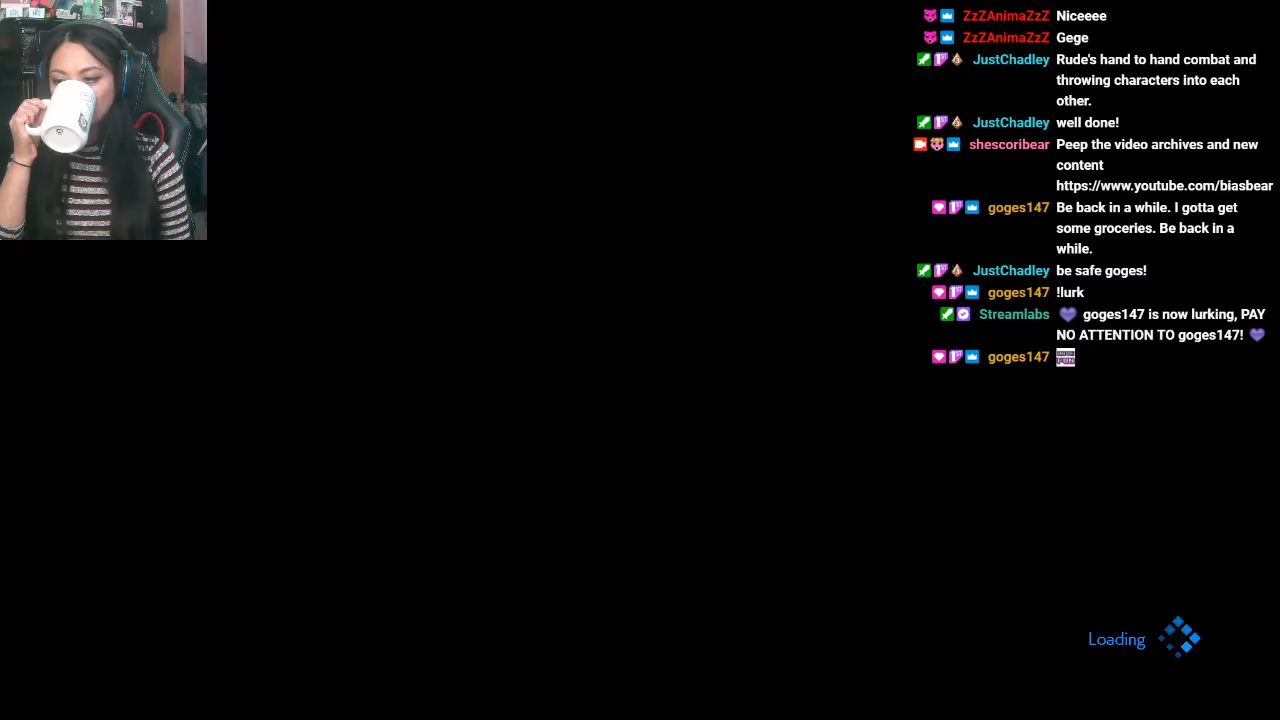 ZzZAnimaZzZ Niceeee
ZzZAnimaZzZ Gege
JustChadley Rude's hand to hand combat and
throwing characters into each
other.
JustChadley well done!
shescoribear Peep the video archives and new
content
https://www.youtube.com/biasbear
goges147 Be back in a while. I gotta get
some groceries. Be back in a
while.
JustChadley be safe goges!
goges147 !lurk
Streamlabs goges147 is now lurking, PAY
NO ATTENTION TO goges147!
goges147
Loading